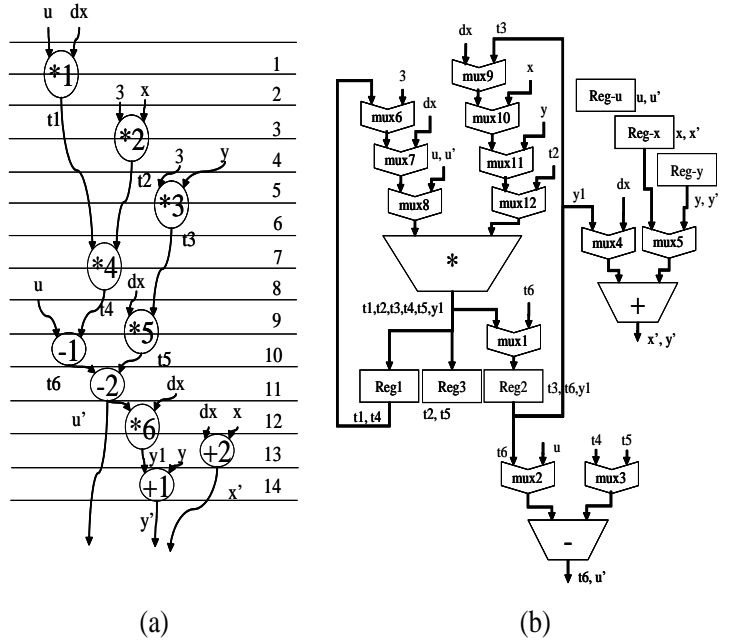 u dx
1
*1
2
3 x
t1
*2
3
4
t2 3 y
*3
5
6
t3
*4
7
8
u t4 dx
*5
9
-1
10
t6 t5
-2
11
u' dx
*6
dx x
12
+2
13
y1 y
+1
x'
14
y'
(a)
dx t3
mux9
3 x
mux6 mux10
dx y
mux7 mux11
u, u' t2
mux8 mux12
*
t1,t2,t3,t4,t5,y1
t6
mux1
Reg1 Reg3 Reg2
t3, t6,y1
t1, t4 t2, t5
t6 u t4 t5
mux2 mux3
-
t6, u'
Reg-u u, u'
Reg-x x, x'
Reg-y
y, y'
y1 dx
mux4 mux5
+
x', y'
(b)